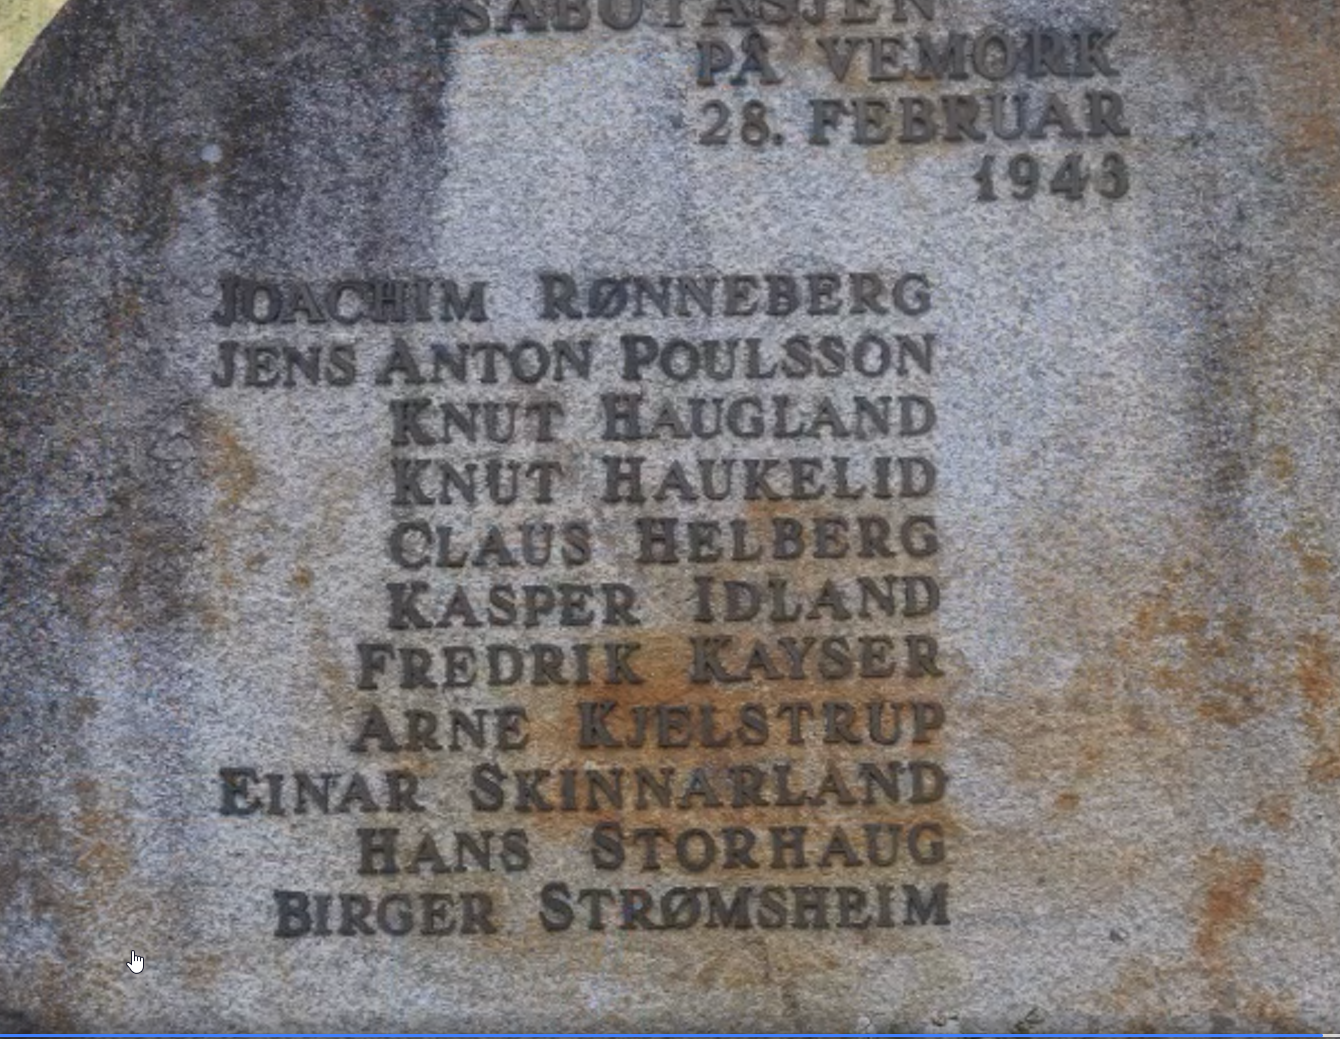 SABOTASJEN
PÅ VEMORK
28. FEBRUAR
1943
JOACHIM RØNNEBERG
JENS ANTON POULSSON
KNUT HAUGLAND
KNUT HAUKELID
CLAUS HELBERG
KASPER IDLAND
FREDRIK KAYSER
ARNE KJELSTRUP
EINAR SKINNARLAND
HANS STORHAUG
BIRGER STRØMSHEIM